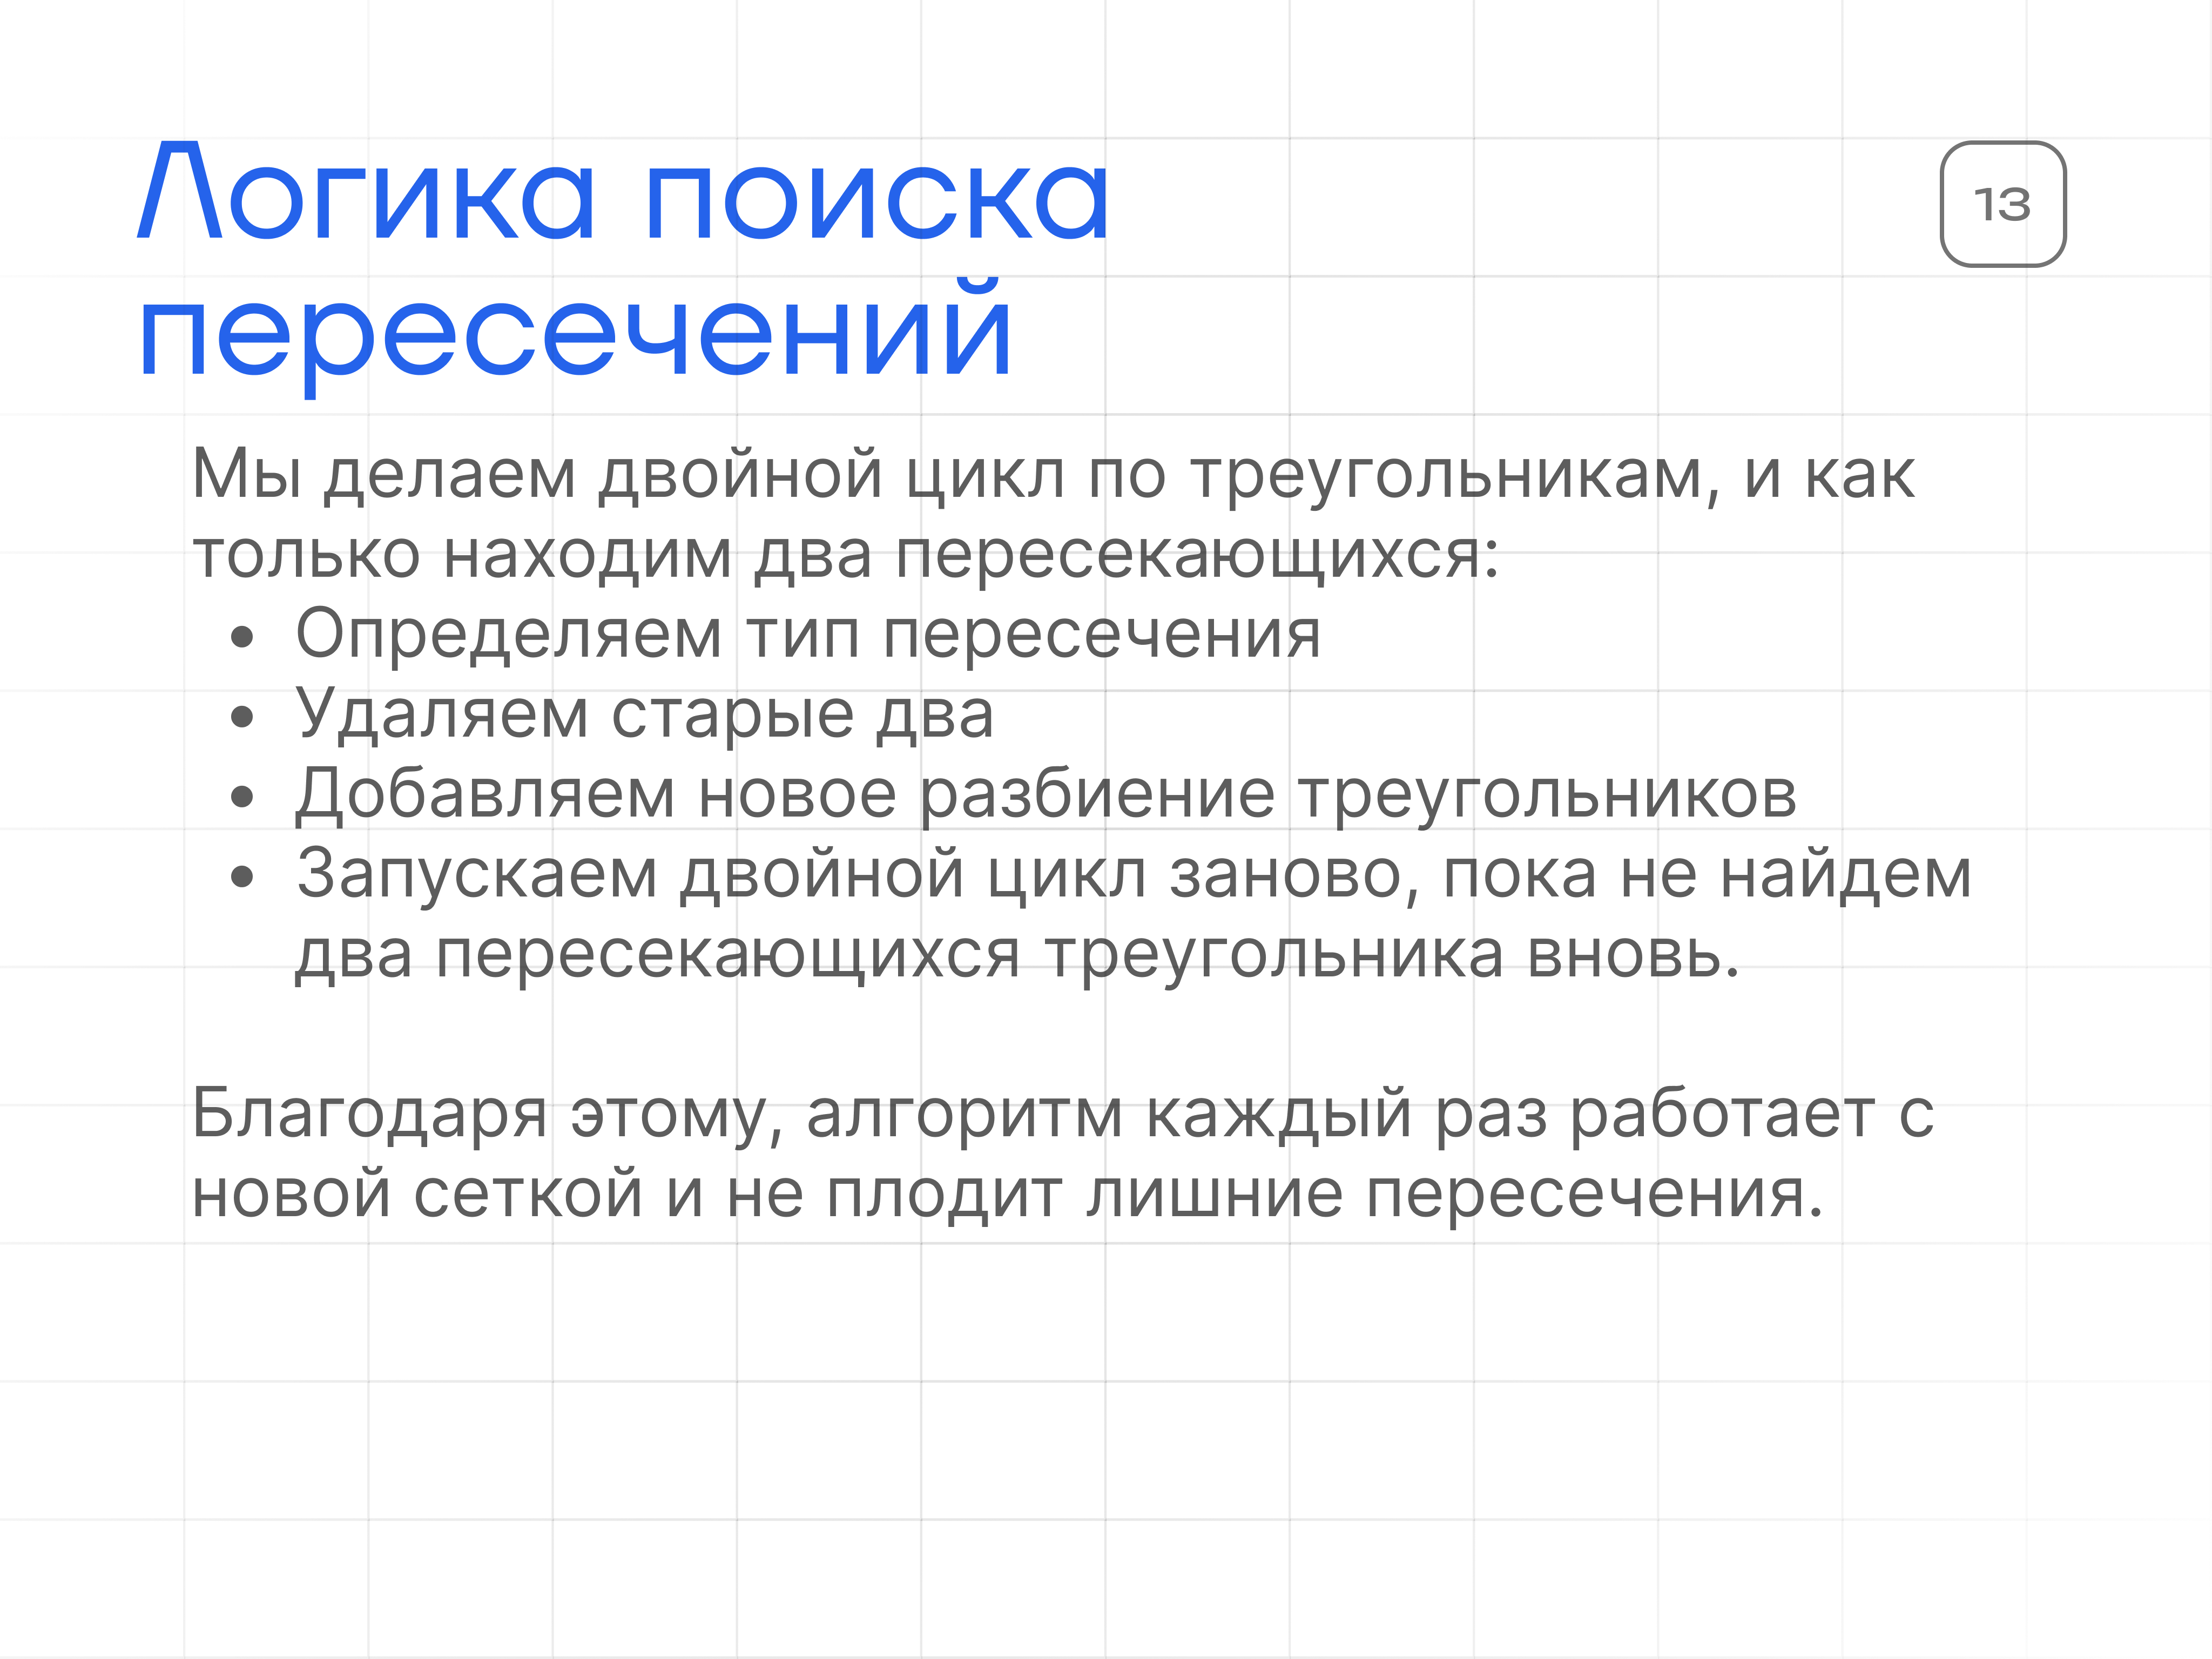 Логика поиска
пересечений
13
Мы делаем двойной цикл по треугольникам, и как
только находим два пересекающихся:
• Определяем тип пересечения
• Удаляем старые два
• Добавляем новое разбиение треугольников
• Запускаем двойной цикл заново, пока не найдем
два пересекающихся треугольника вновь.
Благодаря этому, алгоритм каждый раз работает с
новой сеткой и не плодит лишние пересечения.